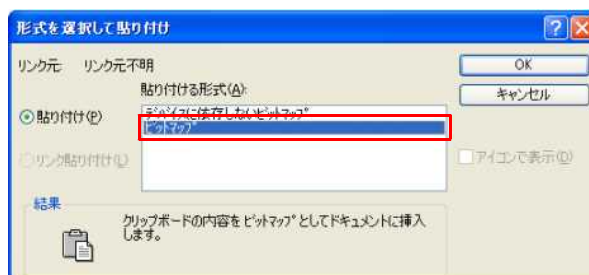 形式を選択して貼り付け
リンク元: リンク元不明
OK
貼り付ける形式(A):
キャンセル
貼り付け(P)
デバイスに依存しないビットマップ
ビットマップ
リンク貼り付け(L)
アイコンで表示(D)
結果
クリップボードの内容をビットマップとしてドキュメントに挿入
します。